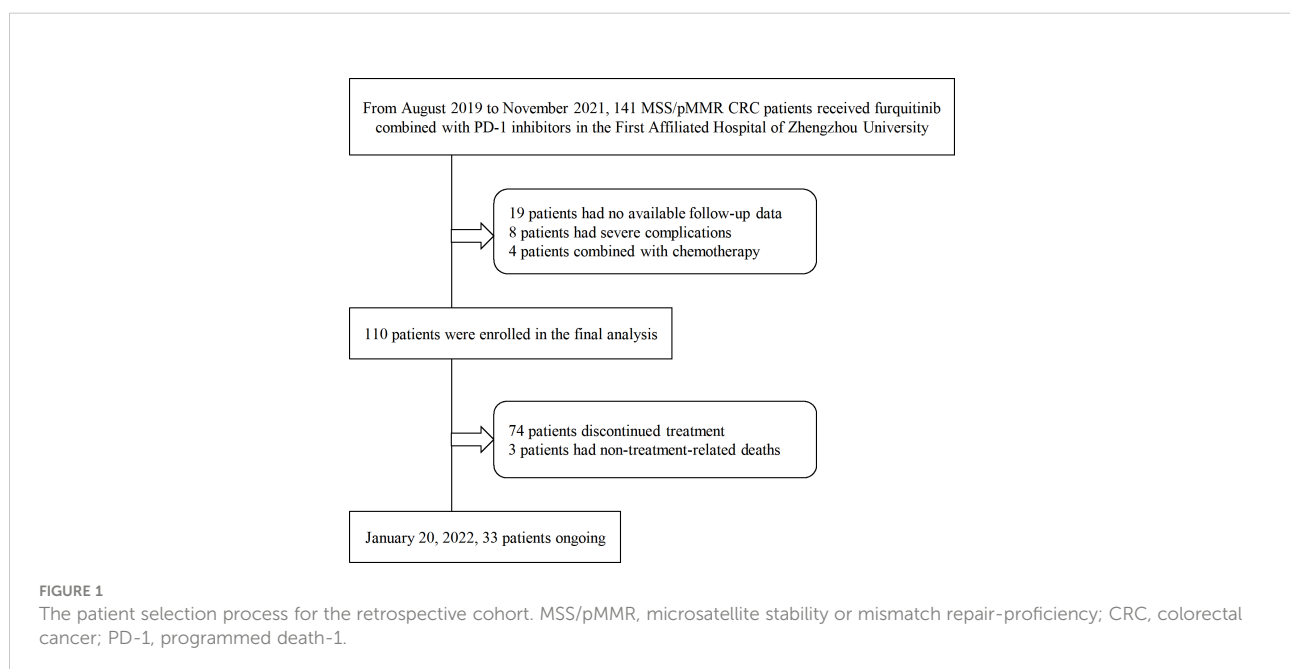 From August 2019 to November 2021, 141 MSS/pMMR CRC patients received furquitinib
combined with PD-1 inhibitors in the First Affiliated Hospital of Zhengzhou University
19 patients had no available follow-up data
8 patients had severe complications
4 patients combined with chemotherapy
110 patients were enrolled in the final analysis
74 patients discontinued treatment
3 patients had non-treatment-related deaths
January 20, 2022, 33 patients ongoing
FIGURE 1
The patient selection process for the retrospective cohort. MSS/pMMR, microsatellite stability or mismatch repair-proficiency; CRC, colorectal
cancer; PD-1, programmed death-1.